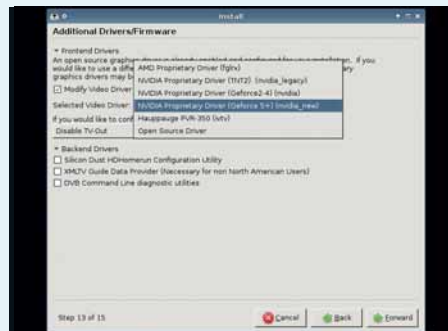 Install
Additional Drivers/Firmware
Frontend Drivers
An open source graphics driver is already enabled and configured for your installation. If you
would like to use a diffe
graphics drivers may b
AMD Proprietary Driver (fglrx)
NVIDIA Proprietary Driver (TNT2) (nvidia_legacy)
Modify Video Driver
NVIDIA Proprietary Driver (Geforce2-4) (nvidia)
Selected Video Driver:
NVIDIA Proprietary Driver (Geforce 5+) (nvidia_new)
If you would like to conf
Hauppauge PVR-350 (ivtv)
Disable TV-Out
Open Source Driver
Backend Drivers
Silicon Dust HDHomerun Configuration Utility
XMLTV Guide Data Provider (Necessary for non North American Users)
DVB Command Line diagnostic utilities
Step 13 of 15
Cancel
Back
Forward